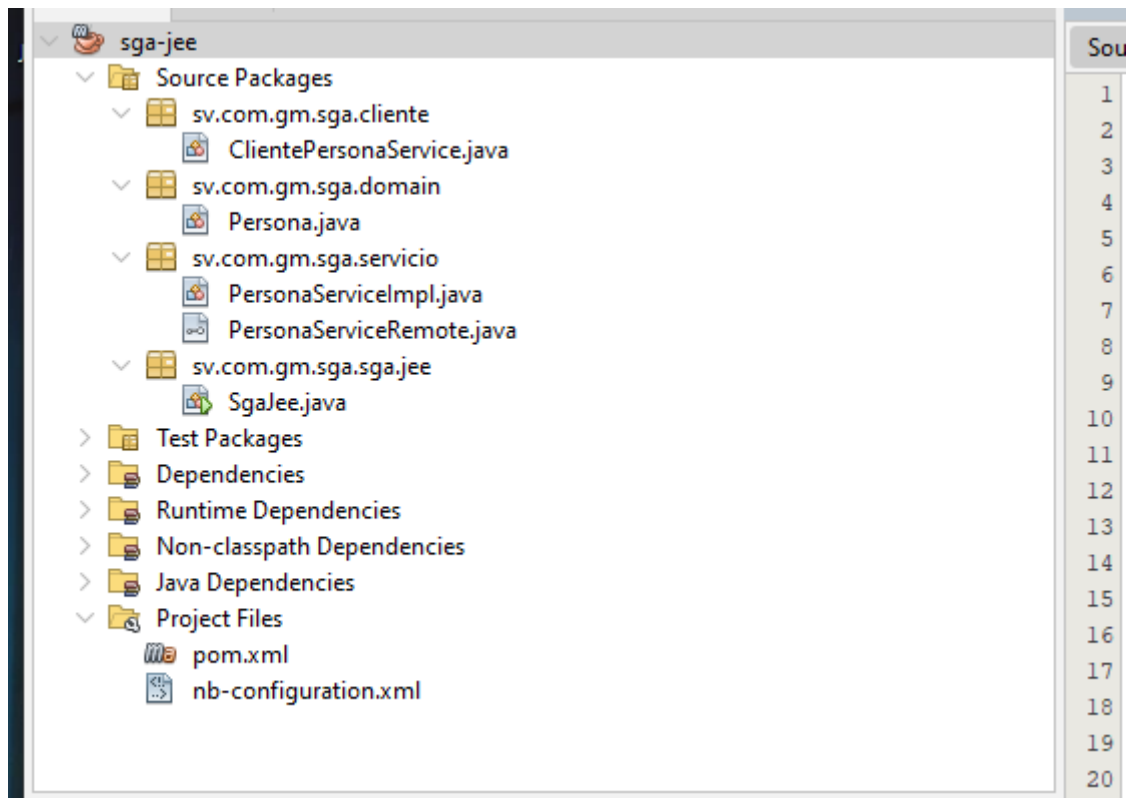 sga-jee
Source Packages
sv.com.gm.sga.cliente
ClientePersonaService.java
sv.com.gm.sga.domain
Persona.java
sv.com.gm.sga.servicio
PersonaServiceImpl.java
PersonaServiceRemote.java
sv.com.gm.sga.sga.jee
SgaJee.java
Test Packages
Dependencies
Runtime Dependencies
Non-classpath Dependencies
Java Dependencies
Project Files
pom.xml
nb-configuration.xml
Sou
1
2
3
4
5
6
7
8
9
10
11
12
13
14
15
16
17
18
19
20